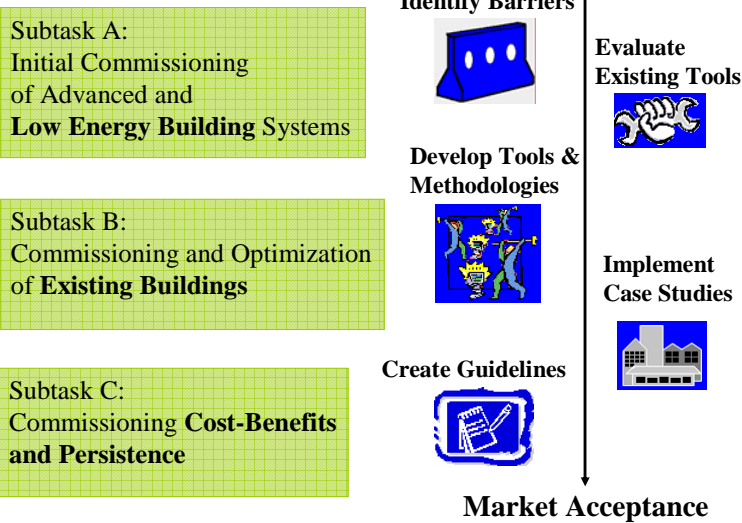 Identify Barriers
Subtask A:
Initial Commissioning
of Advanced and
Low Energy Building Systems
Evaluate
Existing Tools
Develop Tools &
Methodologies
Subtask B:
Commissioning and Optimization
of Existing Buildings
Implement
Case Studies
Create Guidelines
Subtask C:
Commissioning Cost-Benefits
and Persistence
Market Acceptance